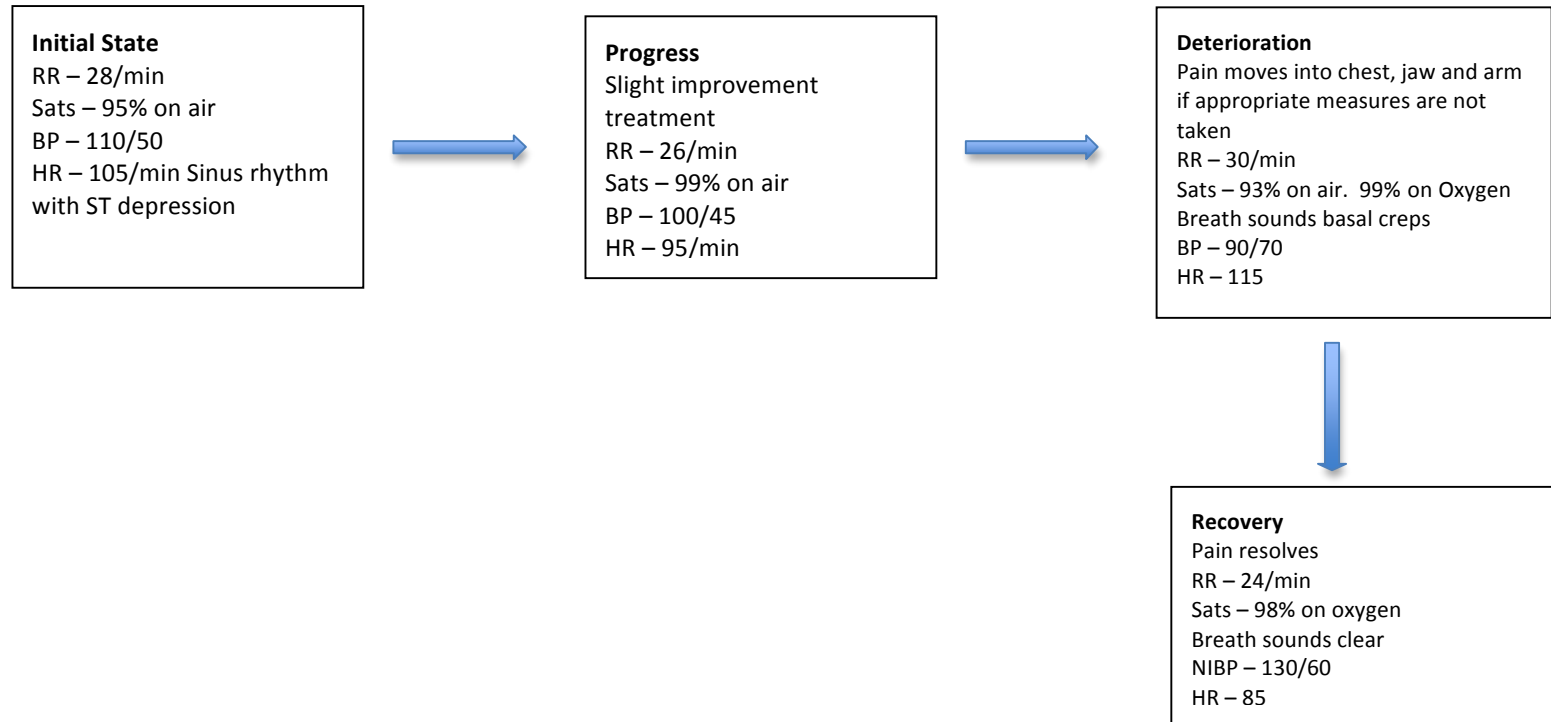 Initial State
RR – 28/min
Sats – 95% on air
BP – 110/50
HR – 105/min Sinus rhythm
with ST depression
Progress
Slight improvement
treatment
RR – 26/min
Sats – 99% on air
BP – 100/45
HR – 95/min
Deterioration
Pain moves into chest, jaw and arm
if appropriate measures are not
taken
RR – 30/min
Sats – 93% on air.  99% on Oxygen
Breath sounds basal creps
BP – 90/70
HR – 115
Recovery
Pain resolves
RR – 24/min
Sats – 98% on oxygen
Breath sounds clear
NIBP – 130/60
HR – 85